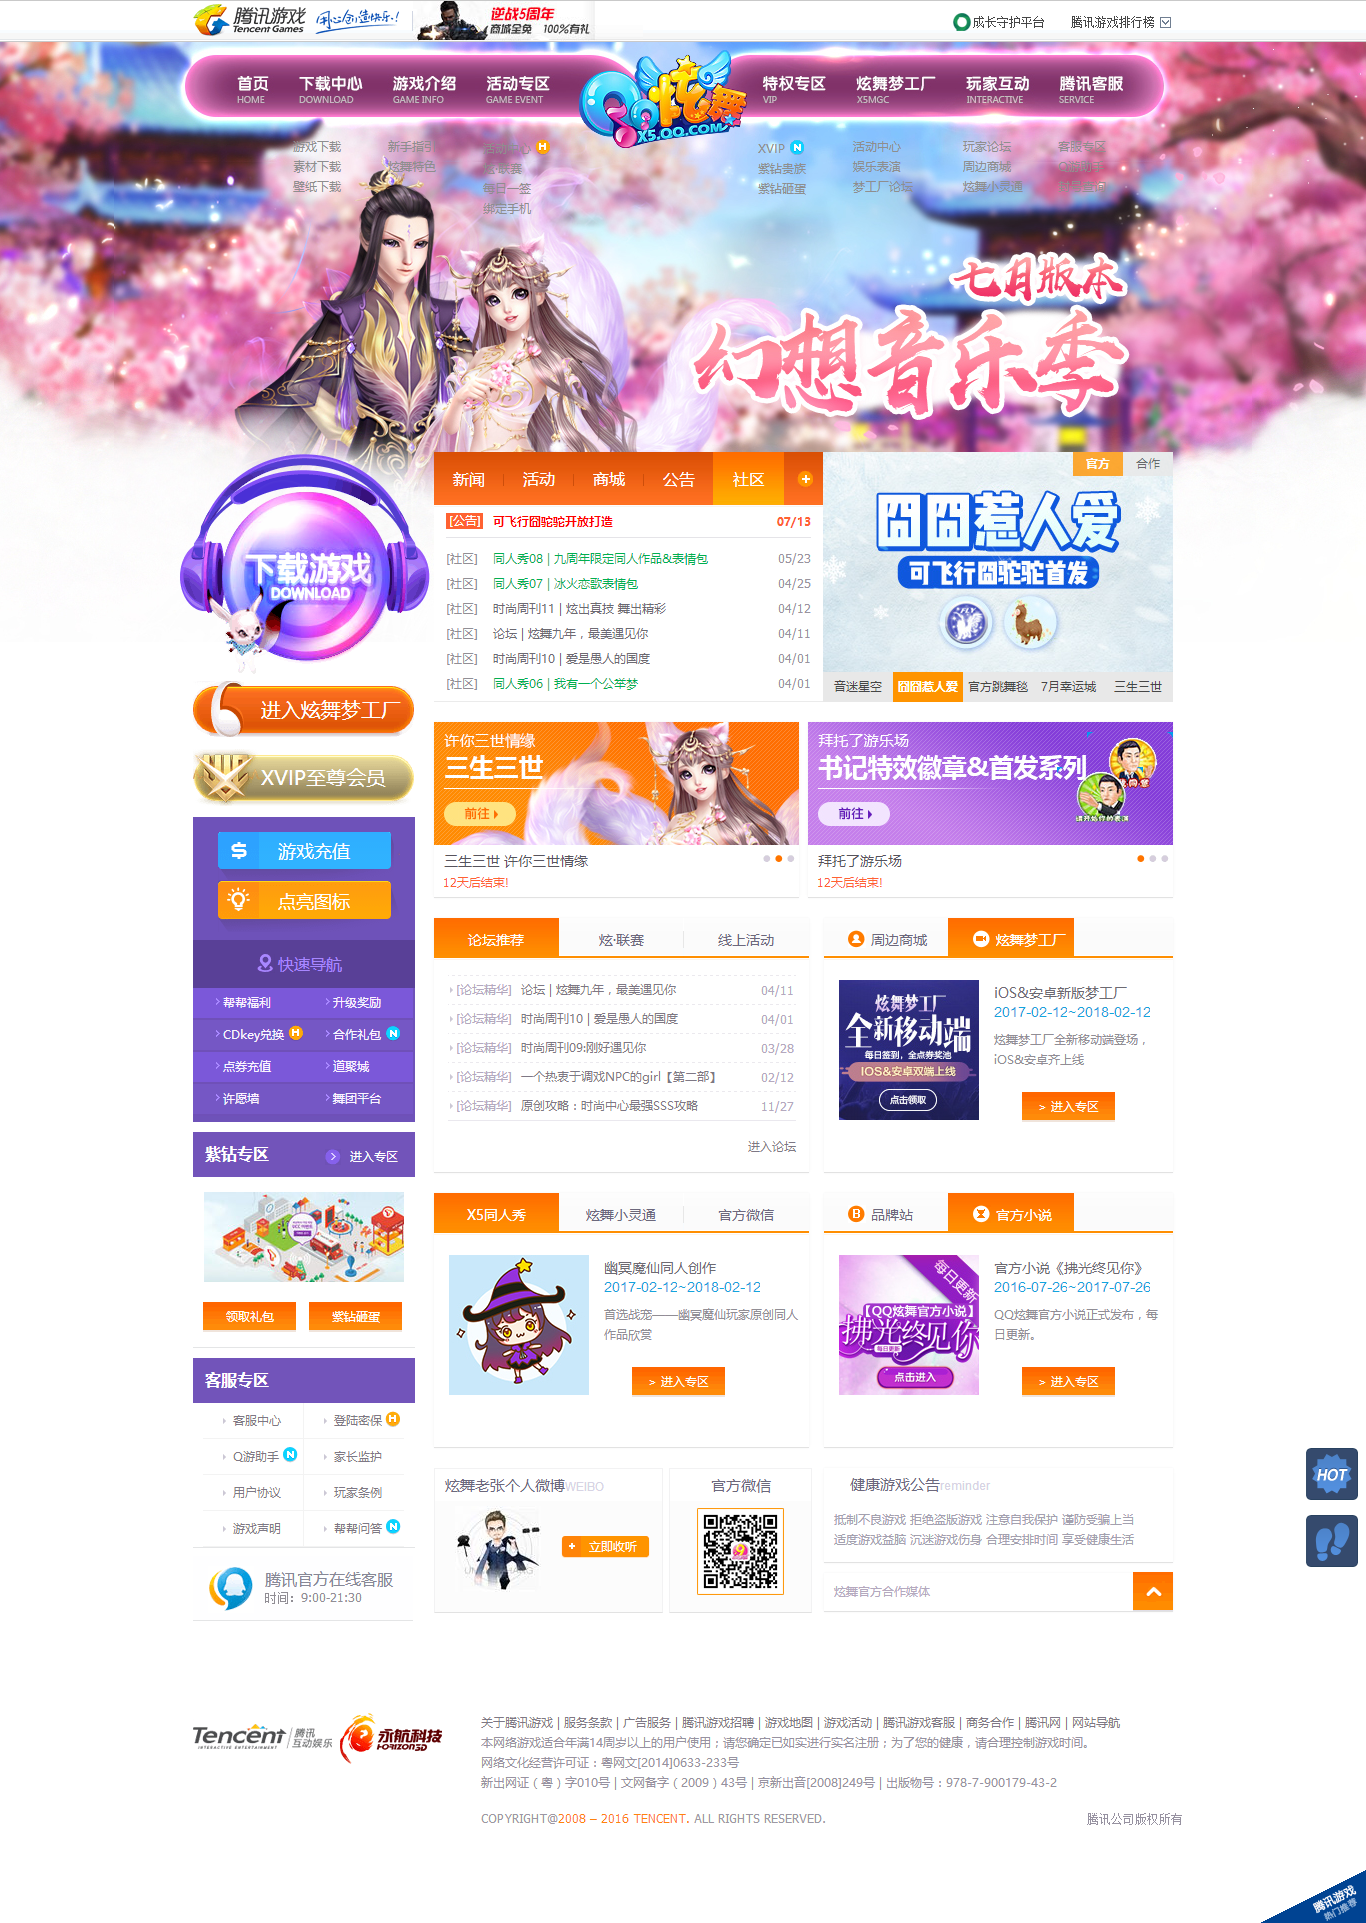 腾讯游戏
Tencent Games
用心创造快乐!
逆战5周年
商城全免 100%有礼
成长守护平台
腾讯游戏排行榜
首页
HOME
下载中心
DOWNLOAD
游戏介绍
GAME INFO
活动专区
GAME EVENT
QQ炫舞
X5.QQ.COM
特权专区
VIP
炫舞梦工厂
X5MGC
玩家互动
INTERACTIVE
腾讯客服
SERVICE
游戏下载
素材下载
壁纸下载
新手指引
炫舞特色
每日一签
绑定手机
XVIP
紫钻贵族
紫钻砸蛋
活动中心
娱乐表演
梦工厂论坛
玩家论坛
周边商城
炫舞小灵通
客服专区
七月版本
幻想音乐季
下载游戏
DOWNLOAD
进入炫舞梦工厂
XVIP至尊会员
新闻
活动
商城
公告
社区
[公告] 可飞行囧驼驼开放打造 07/13
[社区] 同人秀08 | 九周年限定同人作品&表情包 05/23
[社区] 同人秀07 | 冰火恋歌表情包 04/25
[社区] 时尚周刊11 | 炫出真技 舞出精彩 04/12
[社区] 论坛 | 炫舞九年，最美遇见你 04/11
[社区] 时尚周刊10 | 爱是愚人的国度 04/01
[社区] 同人秀06 | 我有一个公举梦 04/01
官方
合作
囧囧惹人爱
可飞行囧驼驼首发
音迷星空
囧囧惹人爱
官方跳舞毯
7月幸运城
三生三世
许你三世情缘
三生三世
前往
三生三世 许你三世情缘
12天后结束!
拜托了游乐场
书记特效徽章&首发系列
前往
拜托了游乐场
12天后结束!
游戏充值
点亮图标
快速导航
帮帮福利
升级奖励
CDkey兑换
H
合作礼包
N
点券充值
道聚城
许愿墙
舞团平台
紫钻专区
进入专区
领取礼包
紫钻砸蛋
客服专区
客服中心
登陆密保
H
Q游助手
N
家长监护
用户协议
玩家条例
游戏声明
帮帮问答
N
腾讯官方在线客服
时间：9:00-21:30
论坛推荐
炫·联赛
线上活动
[论坛精华] 论坛 | 炫舞九年，最美遇见你 04/11
[论坛精华] 时尚周刊10 | 爱是愚人的国度 04/01
[论坛精华] 时尚周刊09:刚好遇见你 03/28
[论坛精华] 一个热衷于调戏NPC的girl【第二部】 02/12
[论坛精华] 原创攻略：时尚中心最强SSS攻略 11/27
进入论坛
周边商城
炫舞梦工厂
炫舞梦工厂
全新移动端
每日签到，全点券奖池
IOS&安卓双端上线
点击领取
iOS&安卓新版梦工厂
2017-02-12~2018-02-12
炫舞梦工厂全新移动端登场，
iOS&安卓齐上线
> 进入专区
X5同人秀
炫舞小灵通
官方微信
幽冥魔仙同人创作
2017-02-12~2018-02-12
首选战宠——幽冥魔仙玩家原创同人
作品欣赏
> 进入专区
品牌站
官方小说
每日更新
【QQ炫舞官方小说】
拂光终见你
每日更新
点击进入
官方小说《拂光终见你》
2016-07-26~2017-07-26
QQ炫舞官方小说正式发布，每
日更新。
> 进入专区
炫舞老张个人微博WEIBO
立即收听
官方微信
健康游戏公告reminder
抵制不良游戏 拒绝盗版游戏 注意自我保护 谨防受骗上当
适度游戏益脑 沉迷游戏伤身 合理安排时间 享受健康生活
炫舞官方合作媒体
HOT
Tencent
INTERACTIVE ENTERTAINMENT
腾讯
互动娱乐
永航科技
HORIZON3D
关于腾讯游戏 | 服务条款 | 广告服务 | 腾讯游戏招聘 | 游戏地图 | 游戏活动 | 腾讯游戏客服 | 商务合作 | 腾讯网 | 网站导航
本网络游戏适合年满14周岁以上的用户使用；请您确定已如实进行实名注册；为了您的健康，请合理控制游戏时间。
网络文化经营许可证：粤网文[2014]0633-233号
新出网证（粤）字010号 | 文网备字（2009）43号 | 京新出音[2008]249号 | 出版物号：978-7-900179-43-2
COPYRIGHT@2008 – 2016 TENCENT. ALL RIGHTS RESERVED.
腾讯公司版权所有
腾讯游戏
热门推荐